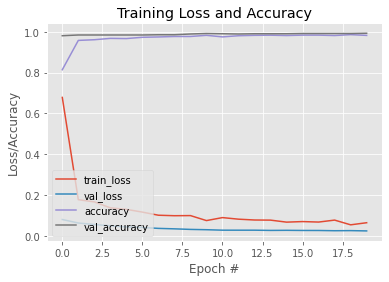 Training Loss and Accuracy
Loss/Accuracy
1.0
0.8
0.6
0.4
0.2
0.0
train_loss
val_loss
accuracy
val_accuracy
0.0 2.5 5.0 7.5 10.0 12.5 15.0 17.5
Epoch #